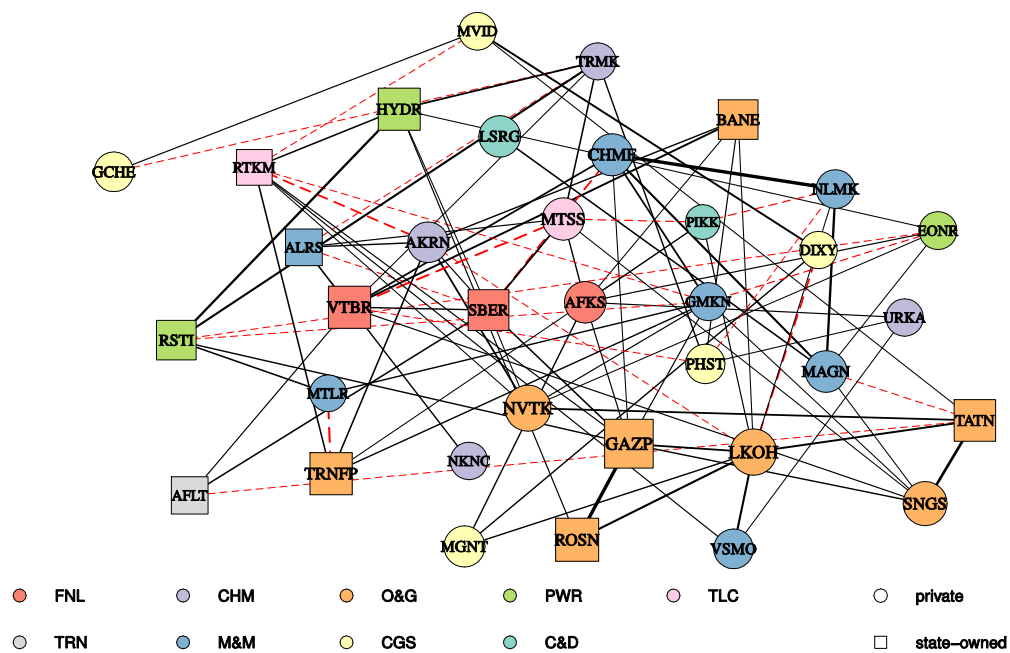 MVID
TRMK
HYDR
BANE
LSRG
CHMF
GCHE
RTKM
NLMK
MTSS
PIKK
EONR
AKRN
ALRS
DIXY
VTBR
SBER
AFKS
GMKN
URKA
RSTI
PHST
MAGN
MTLR
NVTK
TATN
GAZP
LKOH
NKNC
TRNFP
AFLT
SNGS
MGNT
ROSN
VSMO
FNL CHM O&G PWR TLC private
TRN M&M CGS C&D state-owned